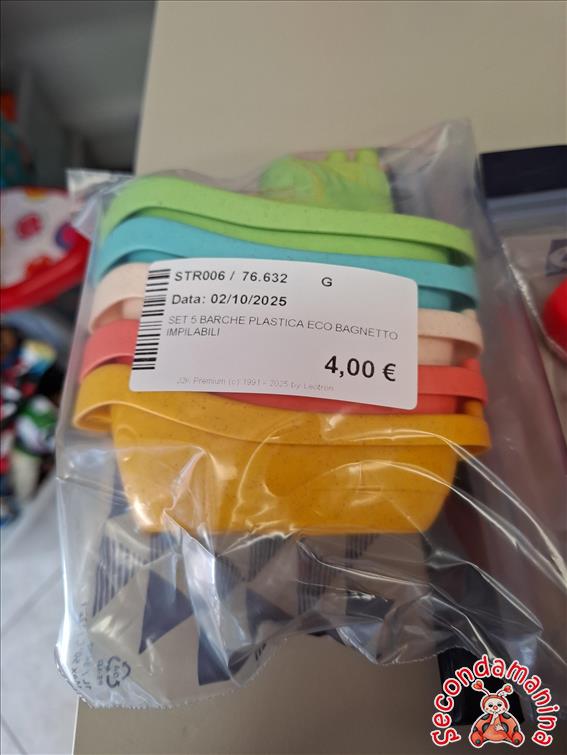 STR006 / 76.632 G
Data: 02/10/2025
SET 5 BARCHE PLASTICA ECO BAGNETTO
IMPILABILI
4,00 €
J2k Premium (c) 1991 - 2025 by Lectron
Secondamanina